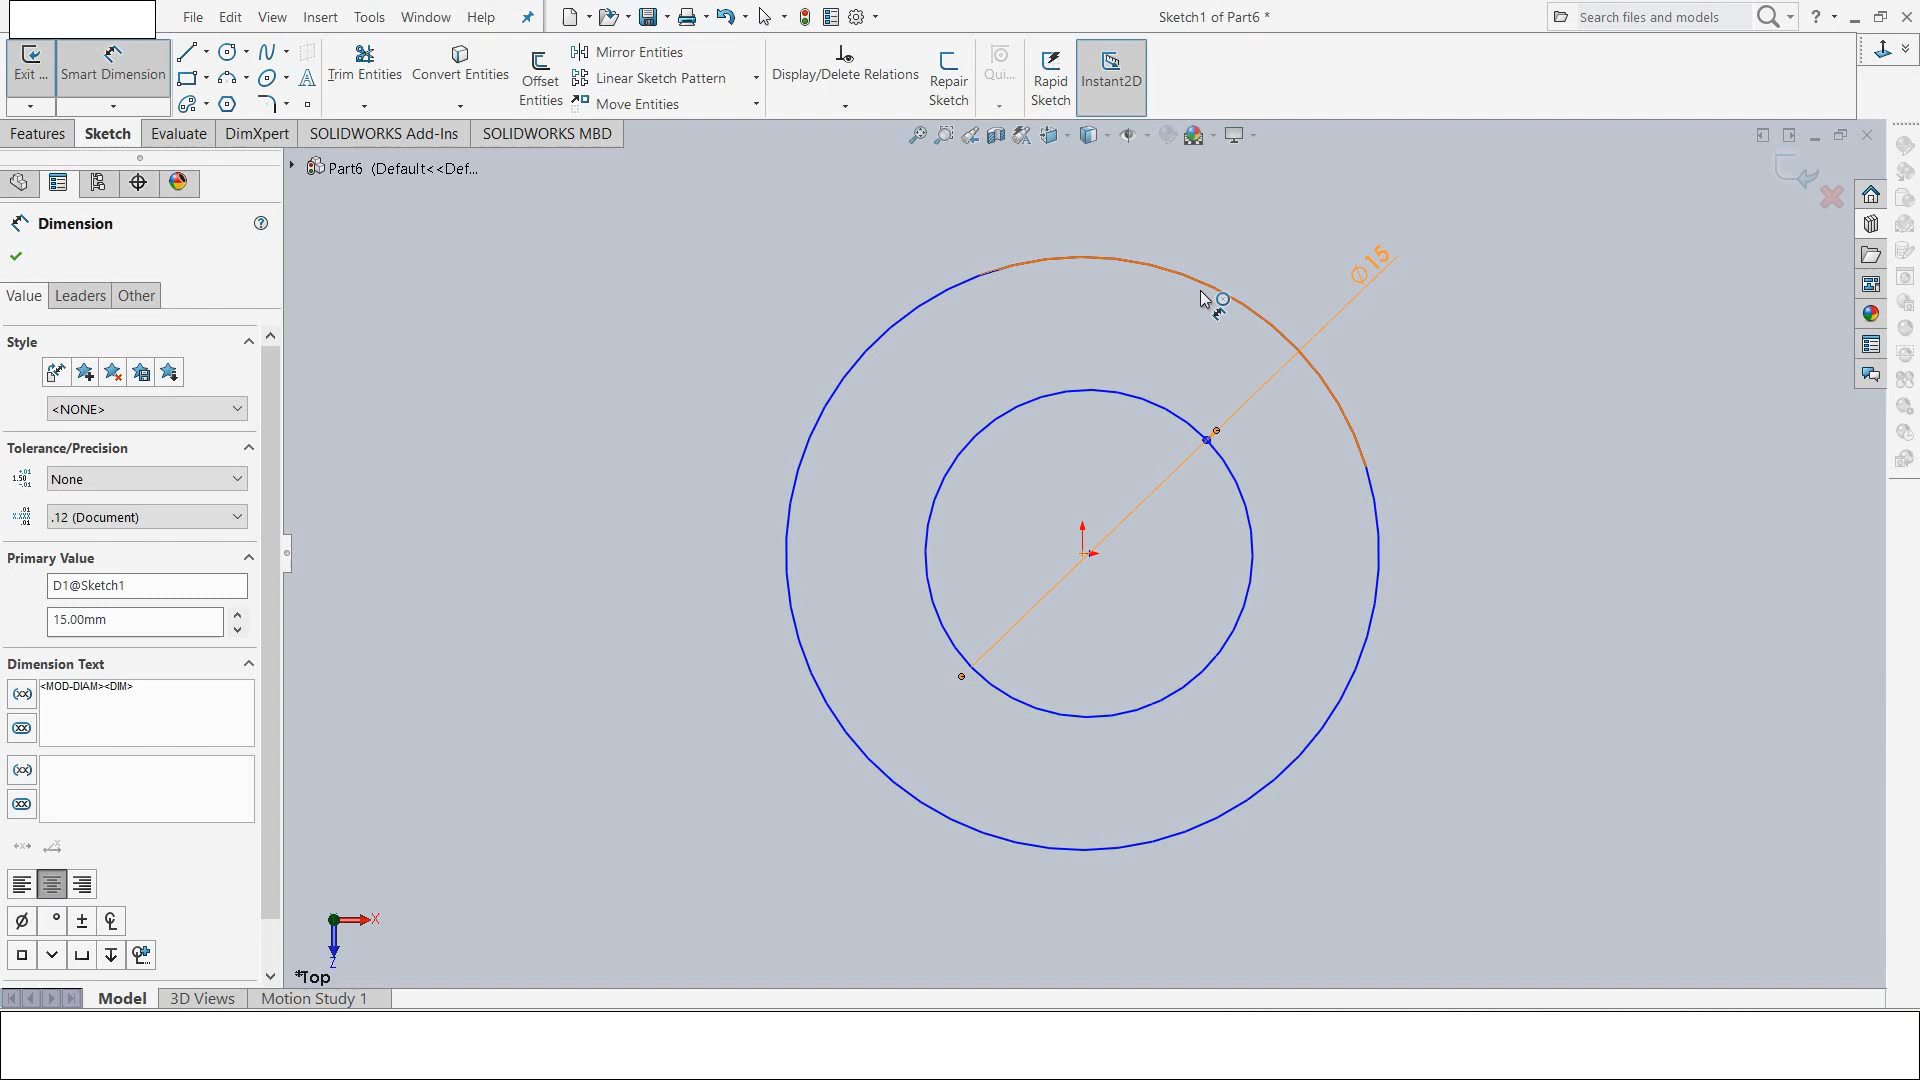 File Edit View Insert Tools Window Help
Sketch1 of Part6 *
Search files and models
?
Exit ...
Smart Dimension
Trim Entities
Convert Entities
Offset Entities
Mirror Entities
Linear Sketch Pattern
Move Entities
Display/Delete Relations
Repair Sketch
Qui...
Rapid Sketch
Instant2D
Features Sketch Evaluate DimXpert SOLIDWORKS Add-Ins SOLIDWORKS MBD
Part6 (Default<<Def...
Dimension
?
Value Leaders Other
Style
<NONE>
Tolerance/Precision
None
.12 (Document)
Primary Value
D1@Sketch1
15.00mm
Dimension Text
<MOD-DIAM><DIM>
∅15
X
Z
*Top
Model 3D Views Motion Study 1